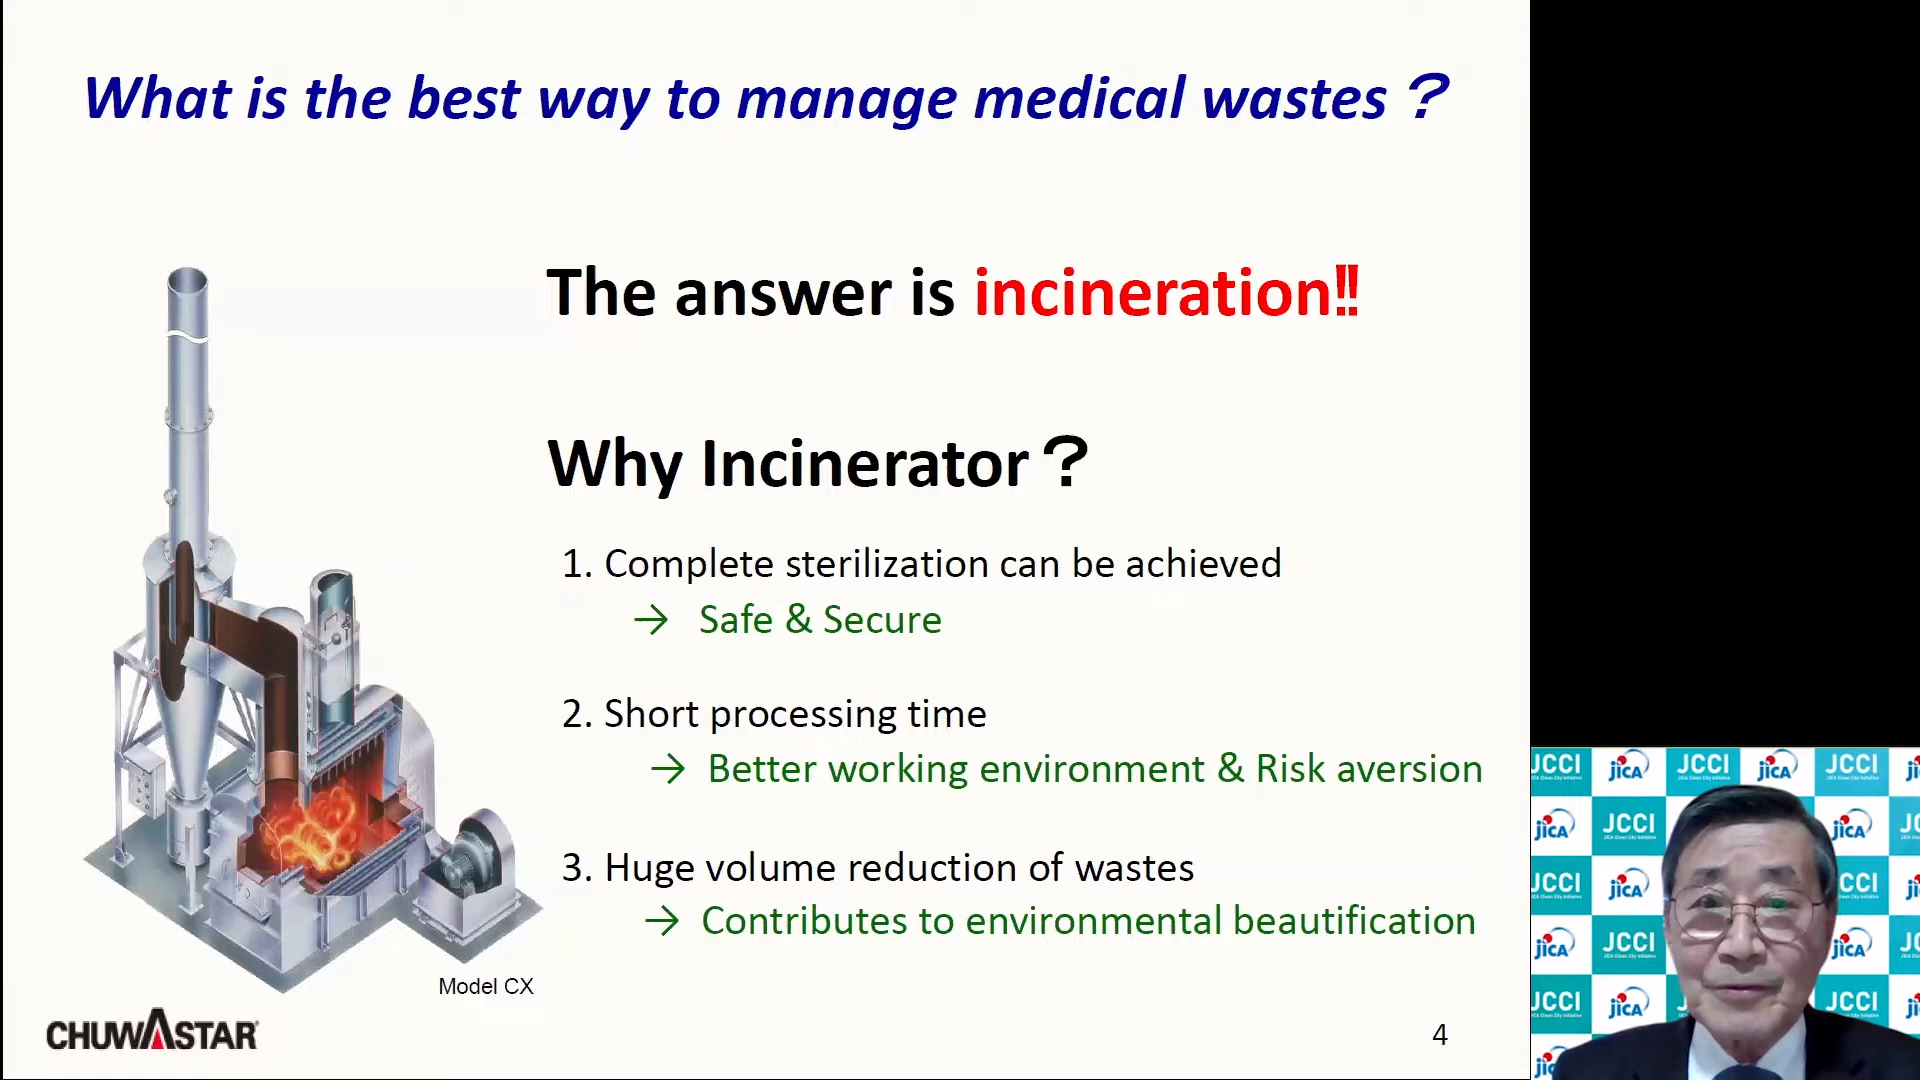 What is the best way to manage medical wastes？
The answer is incineration!!
Why Incinerator？
1. Complete sterilization can be achieved
→ Safe & Secure
2. Short processing time
→ Better working environment & Risk aversion
3. Huge volume reduction of wastes
→ Contributes to environmental beautification
Model CX
CHUWASTAR
4
JCCI JICA JCCI JICA JCCI
JICA JCCI JICA
JCCI JICA CCI
JICA JCCI JICA
JCCI JICA JCCI